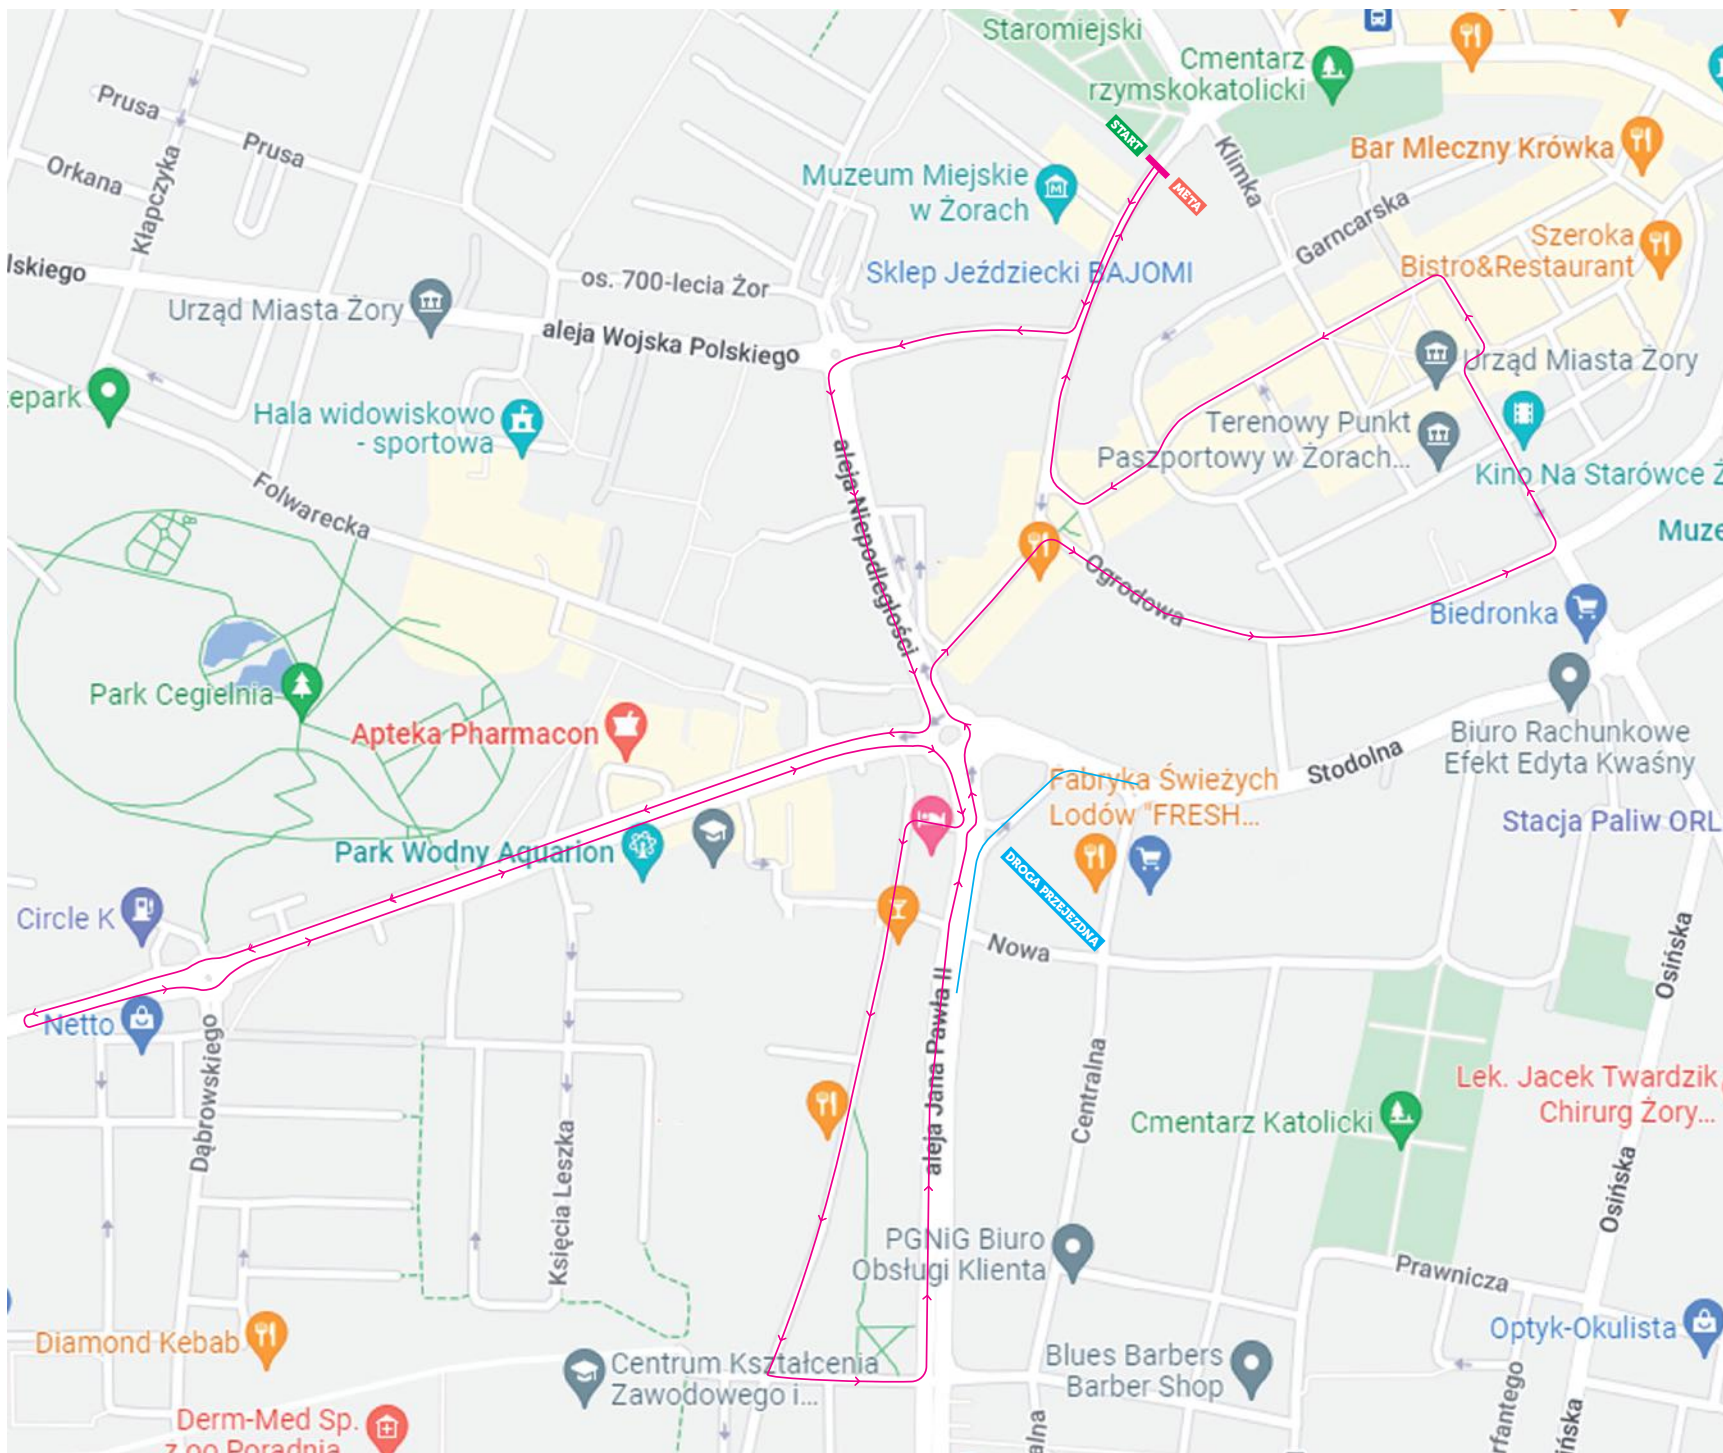 Staromiejski
Cmentarz
rzymskokatolicki
START
META
Bar Mleczny Krówka
Prusa
Prusa
Orkana
Kłapczyka
Klimka
Muzeum Miejskie
w Żorach
Garncarska
Szeroka
Bistro&Restaurant
lskiego
Sklep Jeździecki BAJOMI
os. 700-lecia Żor
Urząd Miasta Żory
aleja Wojska Polskiego
Urząd Miasta Żory
epark
Hala widowiskowo
- sportowa
Terenowy Punkt
Paszportowy w Żorach...
Kino Na Starówce Ż
aleja Niepodległości
Folwarecka
Muze
Ogrodowa
Biedronka
Park Cegielnia
Apteka Pharmacon
Biuro Rachunkowe
Efekt Edyta Kwaśny
Stodolna
Fabryka Świeżych
Lodów "FRESH...
Stacja Paliw ORL
Park Wodny Aquarion
DROGA PRZEJEZDNA
Circle K
Nowa
Osińska
Netto
aleja Jana Pawła II
Dąbrowskiego
Centralna
Lek. Jacek Twardzik,
Chirurg Żory...
Cmentarz Katolicki
Księcia Leszka
Osińska
PGNiG Biuro
Obsługi Klienta
Prawnicza
Diamond Kebab
Optyk-Okulista
Centrum Kształcenia
Zawodowego i...
Blues Barbers
Barber Shop
Derm-Med Sp.
z oo Poradnia
alna
rfantego
ińska